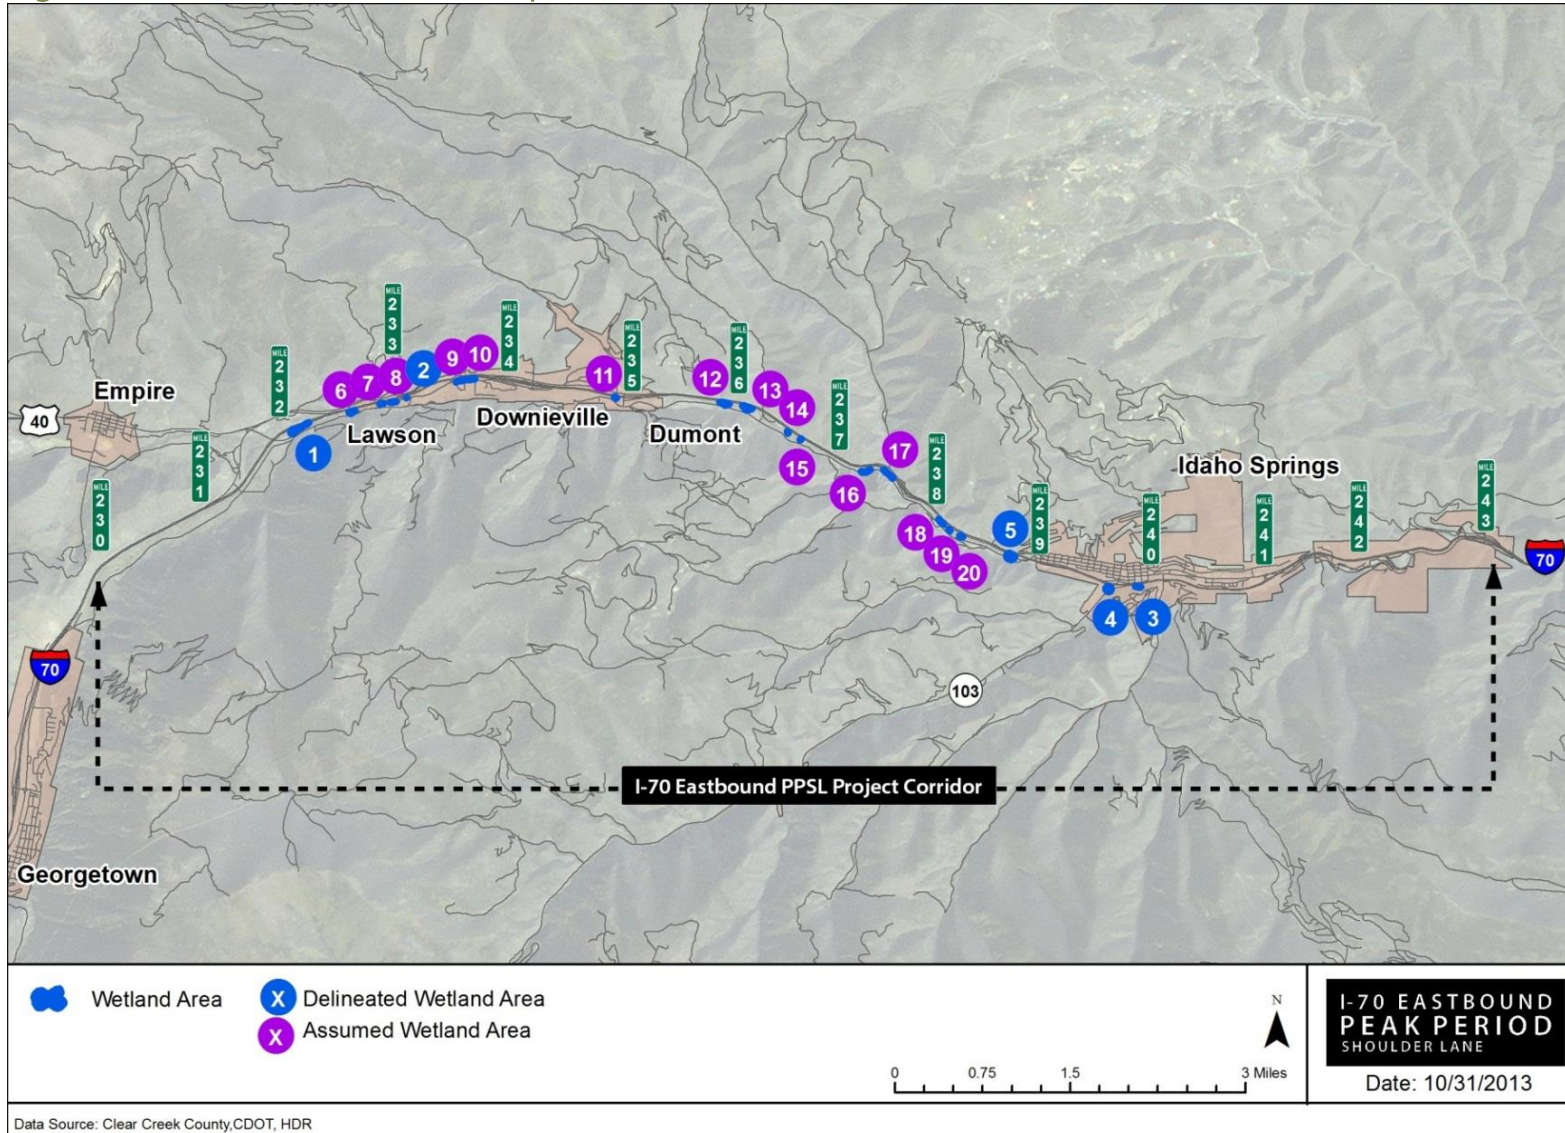 MILE
233
MILE
234
MILE
235
MILE
236
MILE
232
9
10
2
8
7
6
11
12
13
14
MILE
237
Empire
40
Lawson
Downieville
Dumont
1
MILE
231
15
16
17
MILE
238
Idaho Springs
MILE
230
MILE
239
MILE
240
MILE
241
MILE
242
MILE
243
18
19
20
5
70
4
3
70
103
I-70 Eastbound PPSL Project Corridor
Georgetown
Wetland Area
X Delineated Wetland Area
X Assumed Wetland Area
N
0 0.75 1.5 3 Miles
I-70 EASTBOUND
PEAK PERIOD
SHOULDER LANE
Date: 10/31/2013
Data Source: Clear Creek County,CDOT, HDR